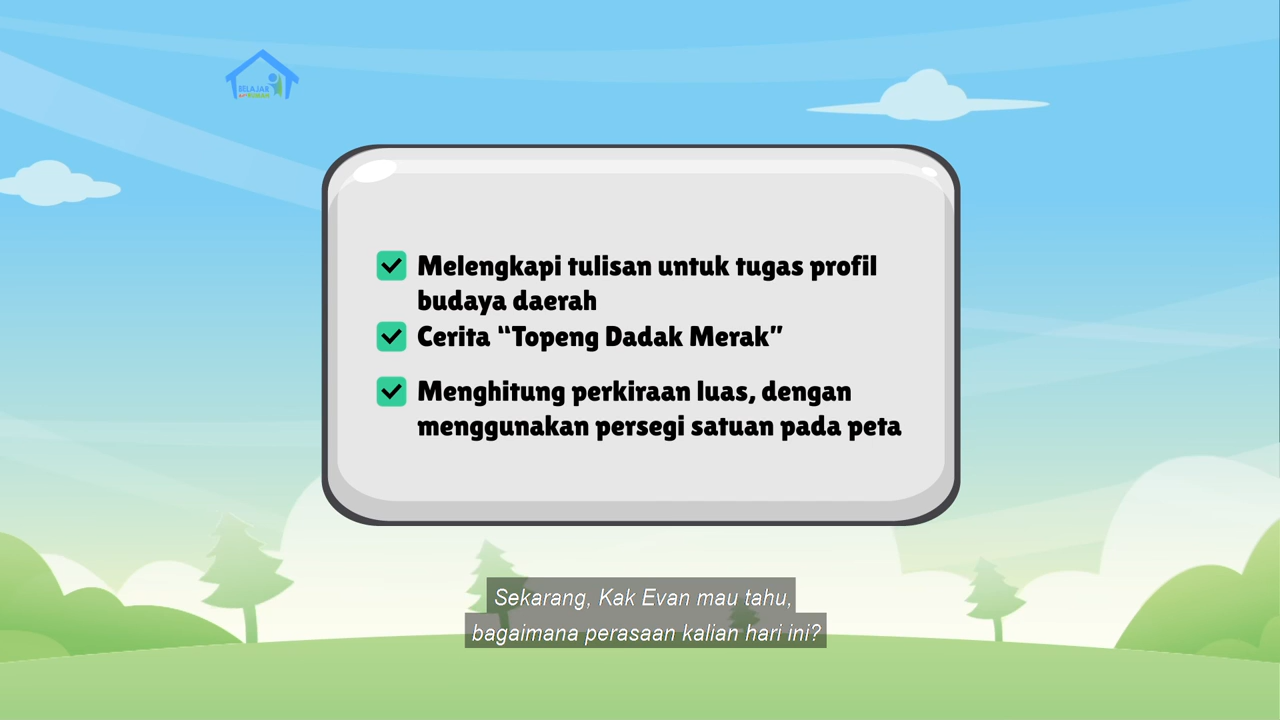 BELAJAR
Melengkapi tulisan untuk tugas profil
budaya daerah
Cerita “Topeng Dadak Merak”
Menghitung perkiraan luas, dengan
menggunakan persegi satuan pada peta
Sekarang, Kak Evan mau tahu,
bagaimana perasaan kalian hari ini?